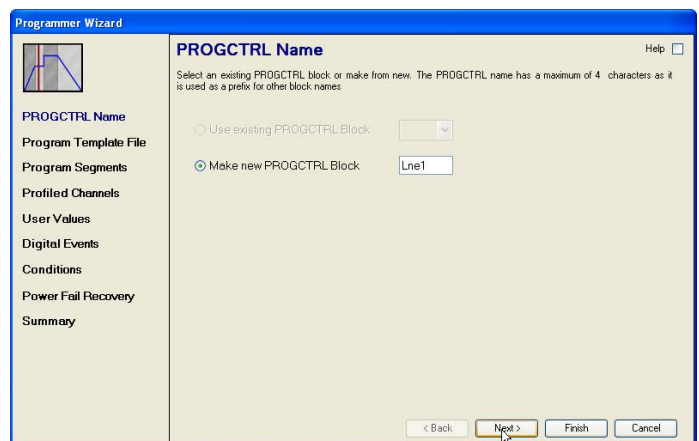 Programmer Wizard
PROGCTRL Name
Help
Select an existing PROGCTRL block or make from new. The PROGCTRL name has a maximum of 4 characters as it
is used as a prefix for other block names
PROGCTRL Name
Program Template File
Program Segments
Profiled Channels
User Values
Digital Events
Conditions
Power Fail Recovery
Summary
Use existing PROGCTRL Block
Make new PROGCTRL Block
Lne1
< Back
Next >
Finish
Cancel